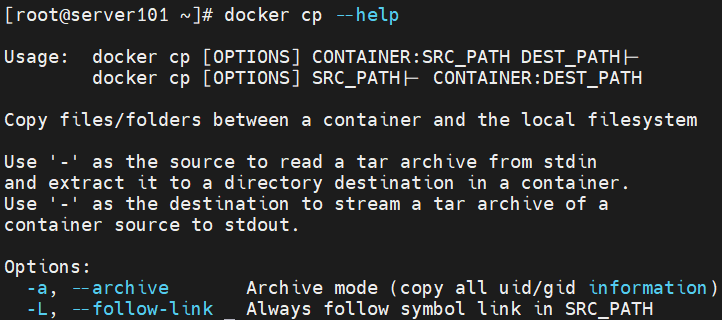 [root@server101 ~]# docker cp --help
Usage:  docker cp [OPTIONS] CONTAINER:SRC_PATH DEST_PATH|-
        docker cp [OPTIONS] SRC_PATH|- CONTAINER:DEST_PATH
Copy files/folders between a container and the local filesystem
Use '-' as the source to read a tar archive from stdin
and extract it to a directory destination in a container.
Use '-' as the destination to stream a tar archive of a
container source to stdout.
Options:
  -a, --archive       Archive mode (copy all uid/gid information)
  -L, --follow-link _ Always follow symbol link in SRC_PATH